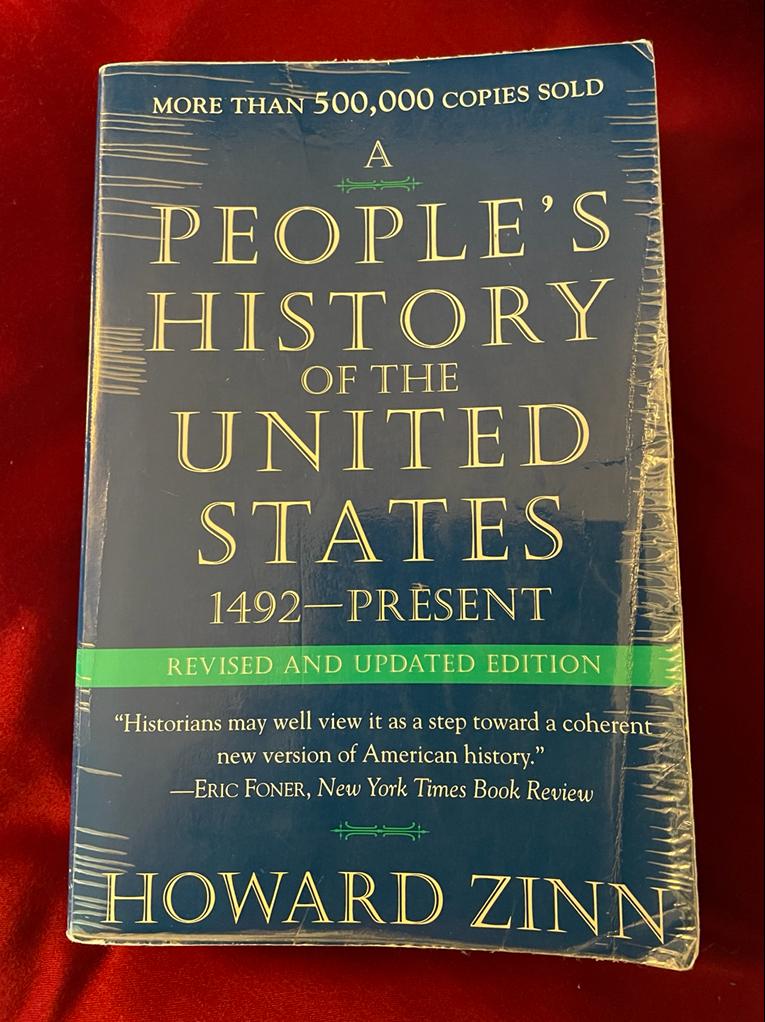 MORE THAN 500,000 COPIES SOLD
A
PEOPLE'S
HISTORY
OF THE
UNITED
STATES
1492—PRESENT
REVISED AND UPDATED EDITION
“Historians may well view it as a step toward a coherent
new version of American history.”
—ERIC FONER, New York Times Book Review
HOWARD ZINN